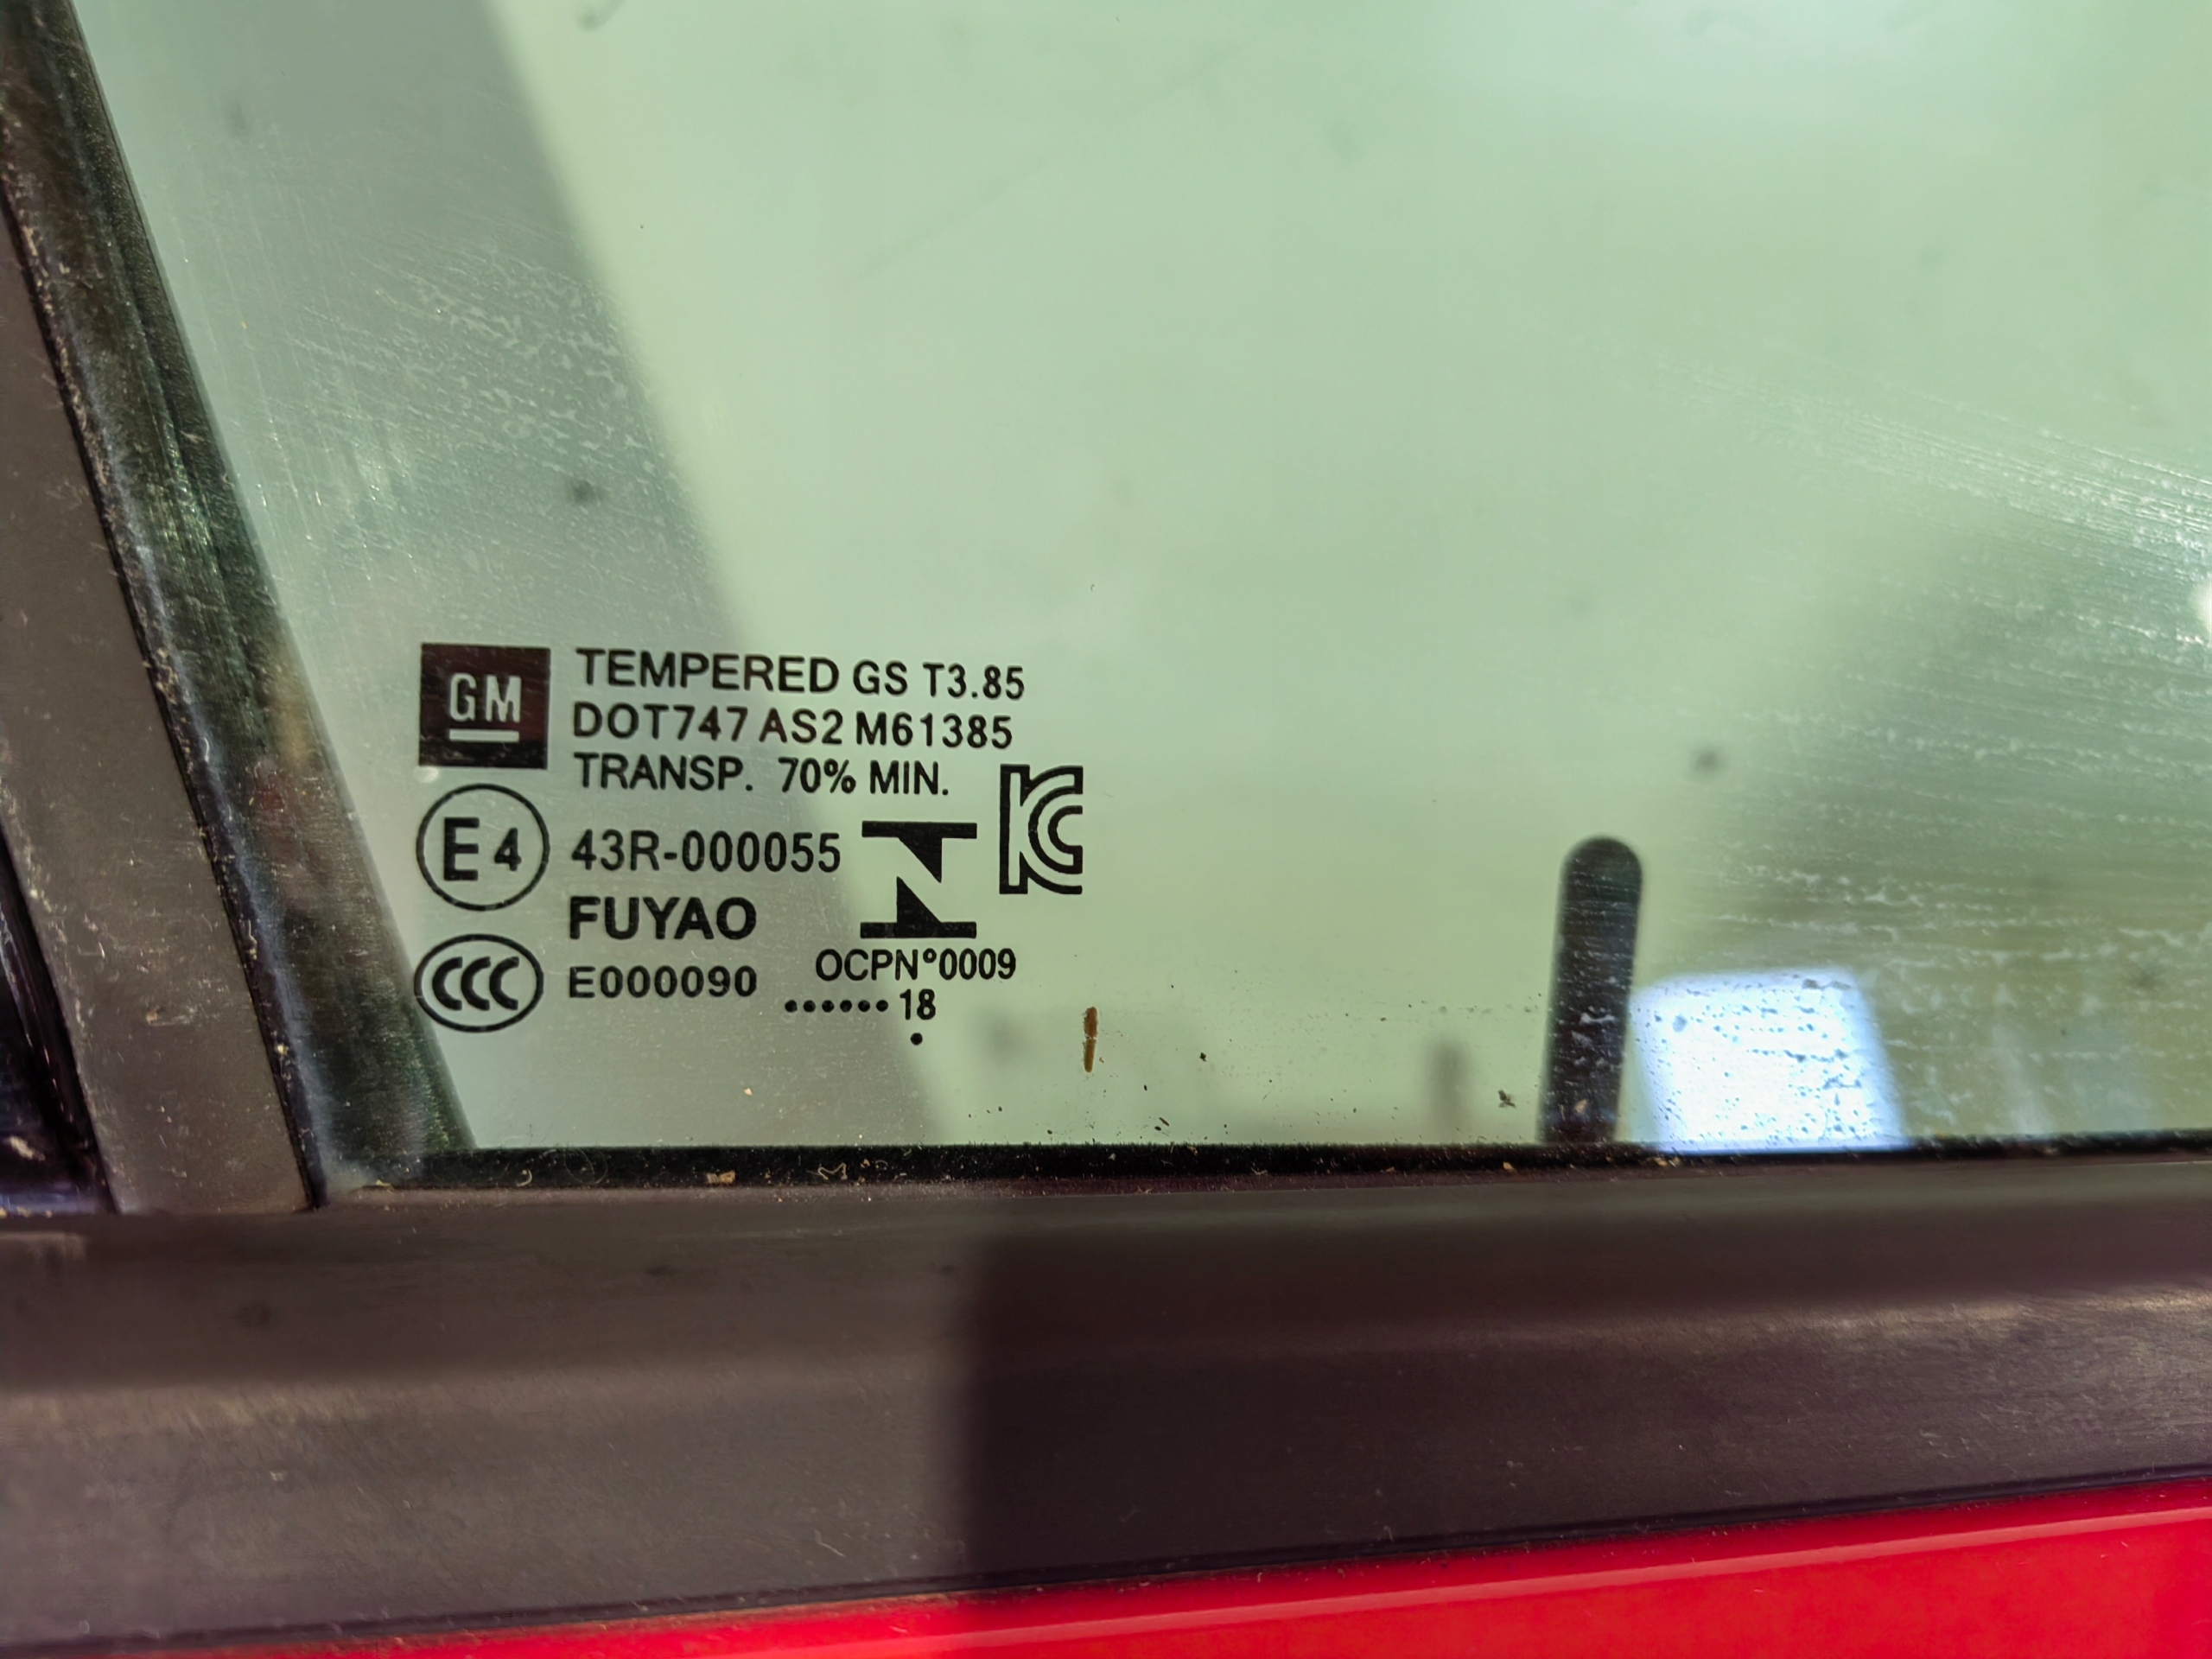 GM
TEMPERED GS T3.85
DOT747 AS2 M61385
TRANSP. 70% MIN.
E4 43R-000055
FUYAO
CCC E000090
KC
OCPN°0009
••••••18
•